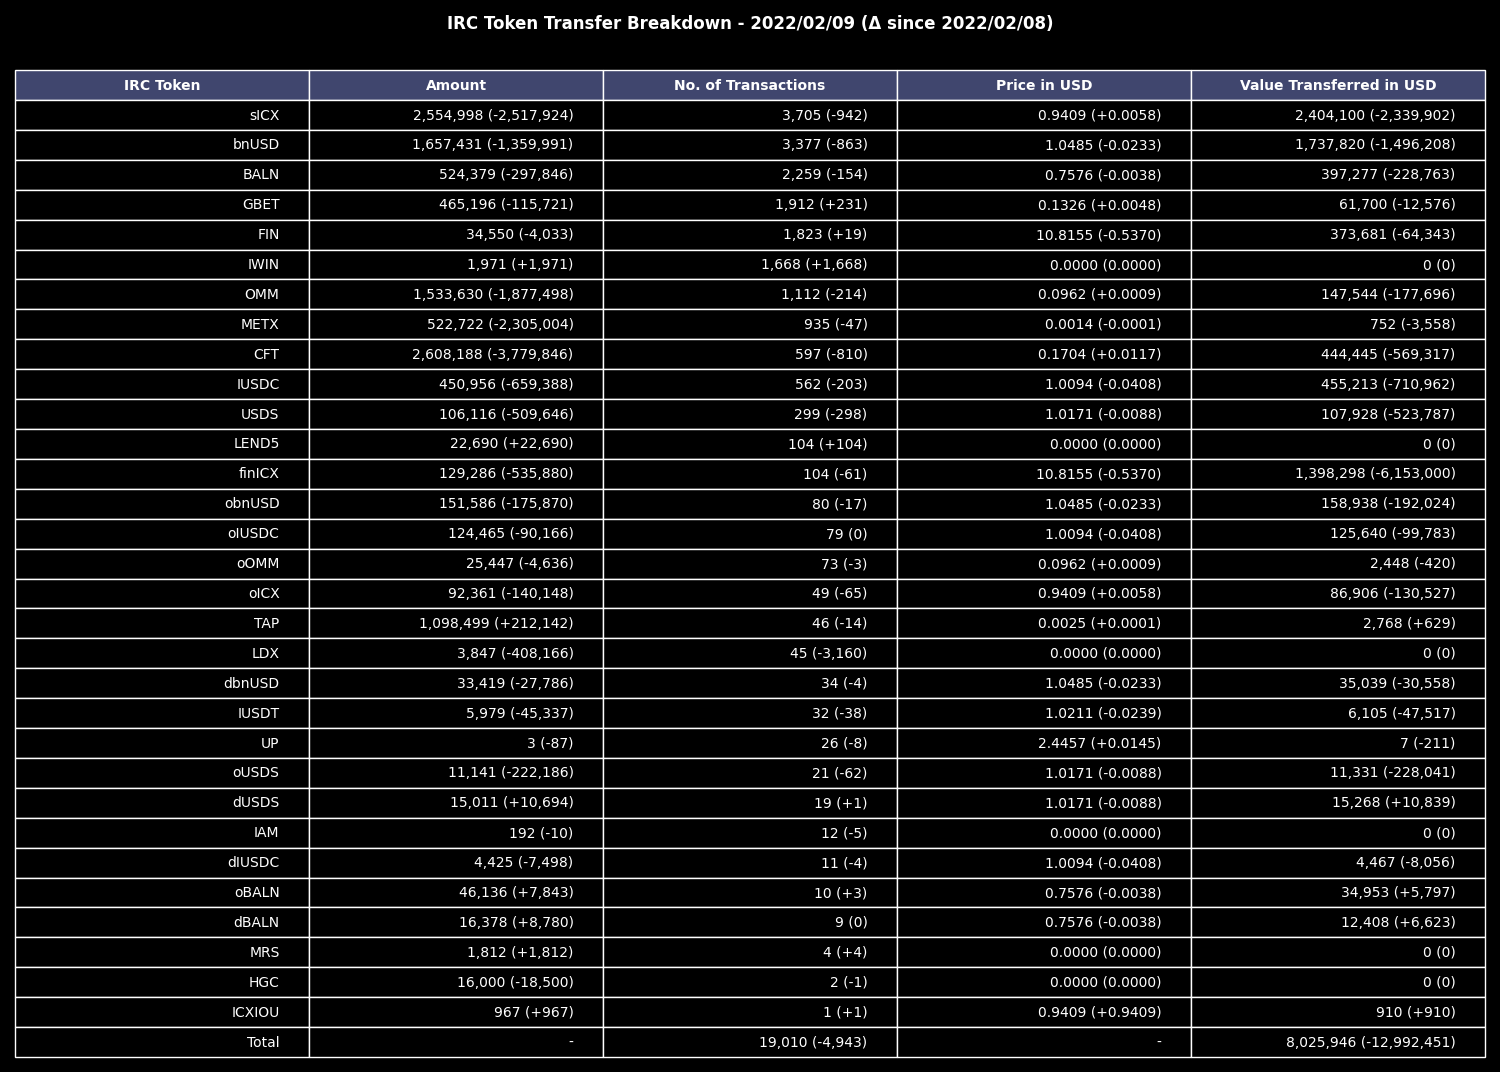 IRC Token Transfer Breakdown - 2022/02/09 (Δ since 2022/02/08)
IRC Token Amount No. of Transactions Price in USD Value Transferred in USD
sICX 2,554,998 (-2,517,924) 3,705 (-942) 0.9409 (+0.0058) 2,404,100 (-2,339,902)
bnUSD 1,657,431 (-1,359,991) 3,377 (-863) 1.0485 (-0.0233) 1,737,820 (-1,496,208)
BALN 524,379 (-297,846) 2,259 (-154) 0.7576 (-0.0038) 397,277 (-228,763)
GBET 465,196 (-115,721) 1,912 (+231) 0.1326 (+0.0048) 61,700 (-12,576)
FIN 34,550 (-4,033) 1,823 (+19) 10.8155 (-0.5370) 373,681 (-64,343)
IWIN 1,971 (+1,971) 1,668 (+1,668) 0.0000 (0.0000) 0 (0)
OMM 1,533,630 (-1,877,498) 1,112 (-214) 0.0962 (+0.0009) 147,544 (-177,696)
METX 522,722 (-2,305,004) 935 (-47) 0.0014 (-0.0001) 752 (-3,558)
CFT 2,608,188 (-3,779,846) 597 (-810) 0.1704 (+0.0117) 444,445 (-569,317)
IUSDC 450,956 (-659,388) 562 (-203) 1.0094 (-0.0408) 455,213 (-710,962)
USDS 106,116 (-509,646) 299 (-298) 1.0171 (-0.0088) 107,928 (-523,787)
LEND5 22,690 (+22,690) 104 (+104) 0.0000 (0.0000) 0 (0)
finICX 129,286 (-535,880) 104 (-61) 10.8155 (-0.5370) 1,398,298 (-6,153,000)
obnUSD 151,586 (-175,870) 80 (-17) 1.0485 (-0.0233) 158,938 (-192,024)
oIUSDC 124,465 (-90,166) 79 (0) 1.0094 (-0.0408) 125,640 (-99,783)
oOMM 25,447 (-4,636) 73 (-3) 0.0962 (+0.0009) 2,448 (-420)
oICX 92,361 (-140,148) 49 (-65) 0.9409 (+0.0058) 86,906 (-130,527)
TAP 1,098,499 (+212,142) 46 (-14) 0.0025 (+0.0001) 2,768 (+629)
LDX 3,847 (-408,166) 45 (-3,160) 0.0000 (0.0000) 0 (0)
dbnUSD 33,419 (-27,786) 34 (-4) 1.0485 (-0.0233) 35,039 (-30,558)
IUSDT 5,979 (-45,337) 32 (-38) 1.0211 (-0.0239) 6,105 (-47,517)
UP 3 (-87) 26 (-8) 2.4457 (+0.0145) 7 (-211)
oUSDS 11,141 (-222,186) 21 (-62) 1.0171 (-0.0088) 11,331 (-228,041)
dUSDS 15,011 (+10,694) 19 (+1) 1.0171 (-0.0088) 15,268 (+10,839)
IAM 192 (-10) 12 (-5) 0.0000 (0.0000) 0 (0)
dIUSDC 4,425 (-7,498) 11 (-4) 1.0094 (-0.0408) 4,467 (-8,056)
oBALN 46,136 (+7,843) 10 (+3) 0.7576 (-0.0038) 34,953 (+5,797)
dBALN 16,378 (+8,780) 9 (0) 0.7576 (-0.0038) 12,408 (+6,623)
MRS 1,812 (+1,812) 4 (+4) 0.0000 (0.0000) 0 (0)
HGC 16,000 (-18,500) 2 (-1) 0.0000 (0.0000) 0 (0)
ICXIOU 967 (+967) 1 (+1) 0.9409 (+0.9409) 910 (+910)
Total - 19,010 (-4,943) - 8,025,946 (-12,992,451)